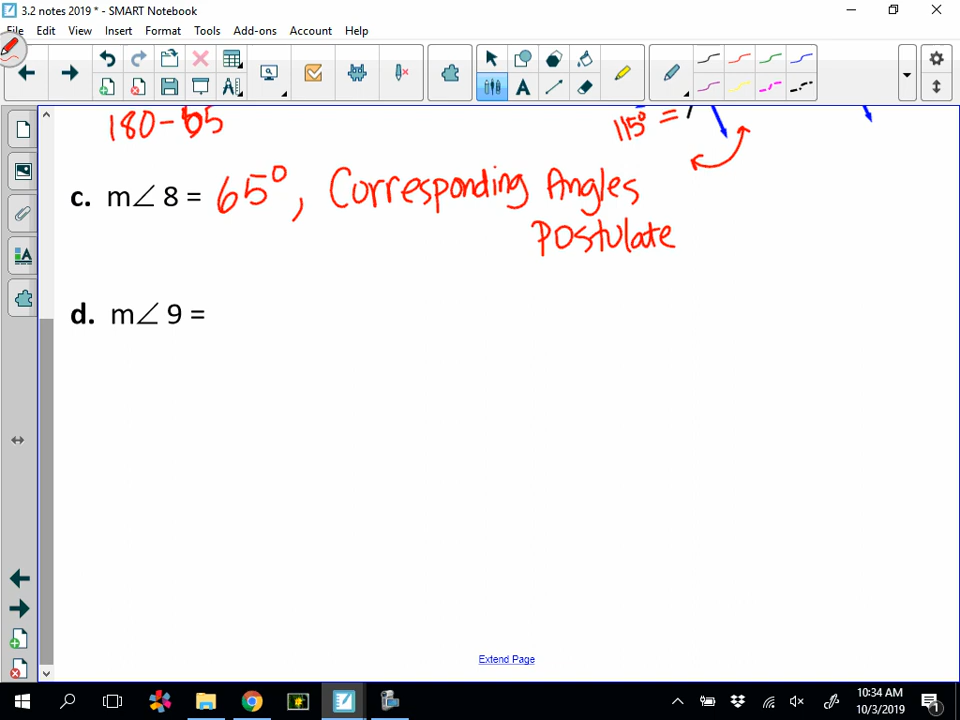 3.2 notes 2019 * - SMART Notebook
File Edit View Insert Format Tools Add-ons Account Help
180-65
115° =
c. m∠ 8 = 65°, Corresponding Angles
Postulate
d. m∠ 9 =
Extend Page
10:34 AM
10/3/2019
1